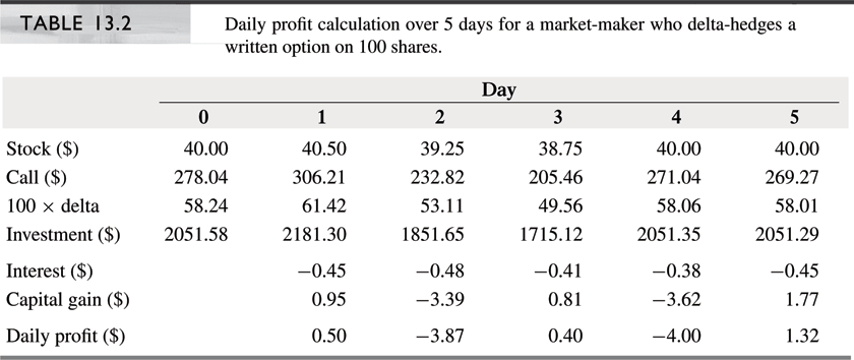 TABLE 13.2
Daily profit calculation over 5 days for a market-maker who delta-hedges a
written option on 100 shares.
Day
0 1 2 3 4 5
Stock ($) 40.00 40.50 39.25 38.75 40.00 40.00
Call ($) 278.04 306.21 232.82 205.46 271.04 269.27
100 × delta 58.24 61.42 53.11 49.56 58.06 58.01
Investment ($) 2051.58 2181.30 1851.65 1715.12 2051.35 2051.29
Interest ($) −0.45 −0.48 −0.41 −0.38 −0.45
Capital gain ($) 0.95 −3.39 0.81 −3.62 1.77
Daily profit ($) 0.50 −3.87 0.40 −4.00 1.32